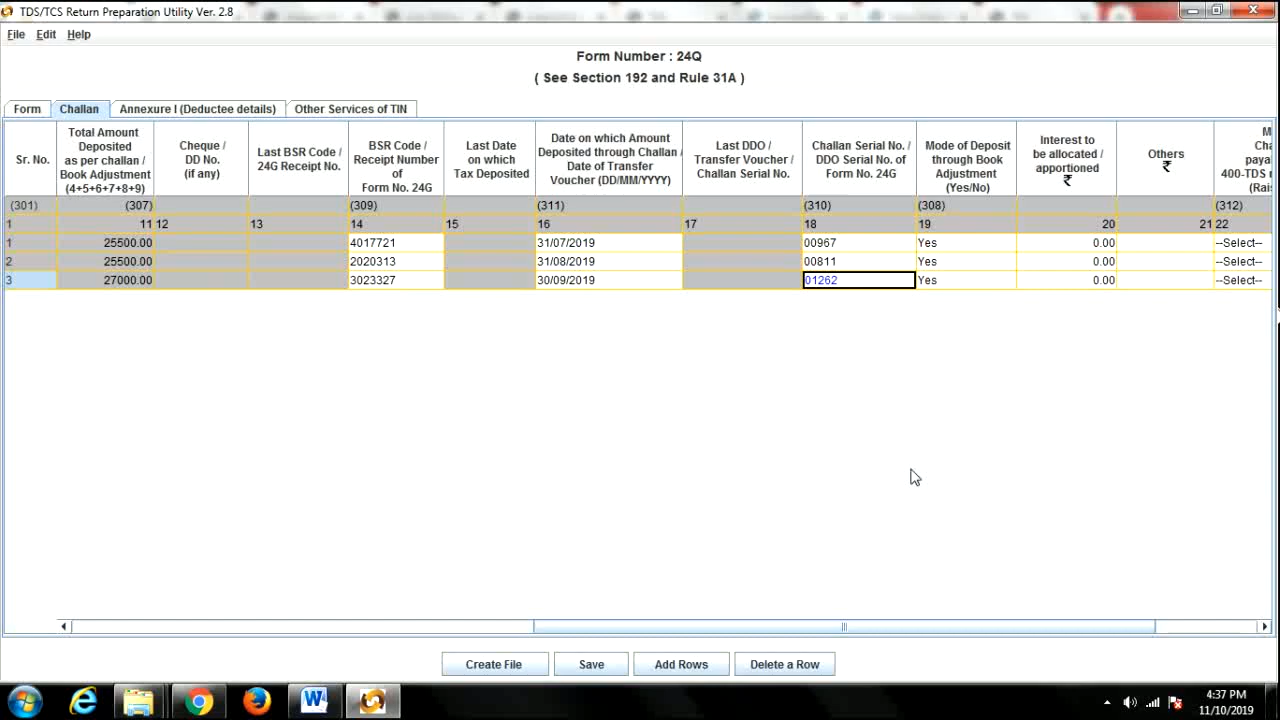 TDS/TCS Return Preparation Utility Ver. 2.8
File Edit Help
Form Number : 24Q
( See Section 192 and Rule 31A )
Form Challan Annexure I (Deductee details) Other Services of TIN
Sr. No.
Total Amount
Deposited
as per challan /
Book Adjustment
(4+5+6+7+8+9)
Cheque /
DD No.
(if any)
Last BSR Code /
24G Receipt No.
BSR Code /
Receipt Number
of
Form No. 24G
Last Date
on which
Tax Deposited
Date on which Amount
Deposited through Challan /
Date of Transfer
Voucher (DD/MM/YYYY)
Last DDO /
Transfer Voucher /
Challan Serial No.
Challan Serial No. /
DDO Serial No. of
Form No. 24G
Mode of Deposit
through Book
Adjustment
(Yes/No)
Interest to
be allocated /
apportioned
₹
Others
₹
M
Cha
paya
400-TDS r
(Rais
(301) (307) (309) (311) (310) (308) (312)
1 11 12 13 14 15 16 17 18 19 20 21 22
1 25500.00 4017721 31/07/2019 00967 Yes 0.00 --Select--
2 25500.00 2020313 31/08/2019 00811 Yes 0.00 --Select--
3 27000.00 3023327 30/09/2019 01262 Yes 0.00 --Select--
Create File Save Add Rows Delete a Row
4:37 PM
11/10/2019